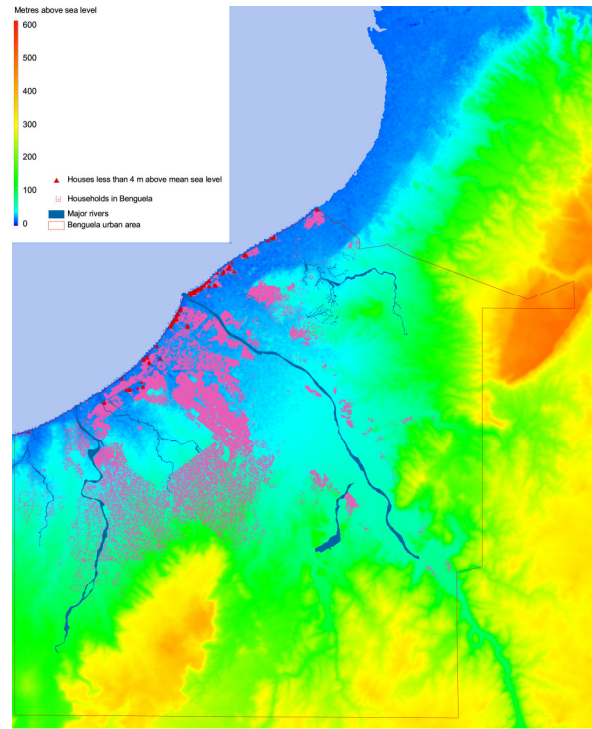 Metres above sea level
600
500
400
300
200
100
0
Houses less than 4 m above mean sea level
Households in Benguela
Major rivers
Benguela urban area